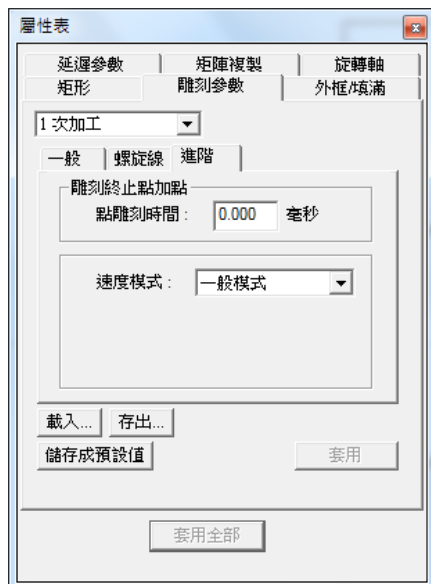 屬性表
延遲參數 矩陣複製 旋轉軸
矩形 雕刻參數 外框/填滿
1 次加工
一般 螺旋線 進階
雕刻終止點加點
點雕刻時間： 0.000 毫秒
速度模式： 一般模式
載入... 存出...
儲存成預設值 套用
套用全部